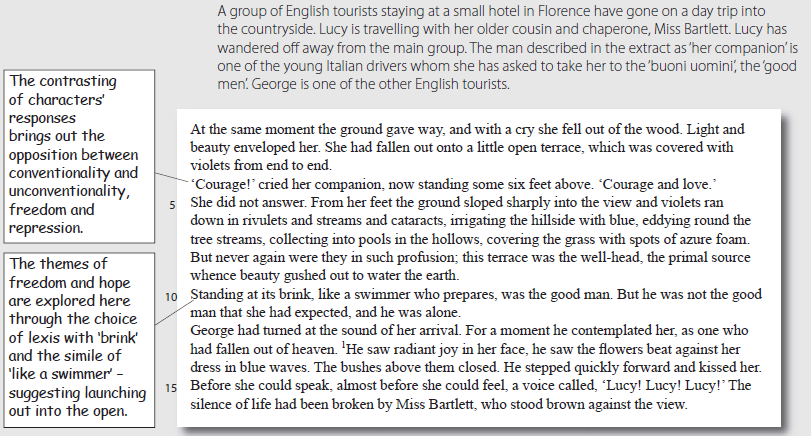 A group of English tourists staying at a small hotel in Florence have gone on a day trip into
the countryside. Lucy is travelling with her older cousin and chaperone, Miss Bartlett. Lucy has
wandered off away from the main group. The man described in the extract as 'her companion' is
one of the young Italian drivers whom she has asked to take her to the 'buoni uomini', the 'good
men'. George is one of the other English tourists.
The contrasting
of characters'
responses
brings out the
opposition between
conventionality and
unconventionality,
freedom and
repression.
The themes of
freedom and hope
are explored here
through the choice
of lexis with 'brink'
and the simile of
'like a swimmer' –
suggesting launching
out into the open.
At the same moment the ground gave way, and with a cry she fell out of the wood. Light and
beauty enveloped her. She had fallen out onto a little open terrace, which was covered with
violets from end to end.
'Courage!' cried her companion, now standing some six feet above. 'Courage and love.'
5 She did not answer. From her feet the ground sloped sharply into the view and violets ran
down in rivulets and streams and cataracts, irrigating the hillside with blue, eddying round the
tree streams, collecting into pools in the hollows, covering the grass with spots of azure foam.
But never again were they in such profusion; this terrace was the well-head, the primal source
whence beauty gushed out to water the earth.
10 Standing at its brink, like a swimmer who prepares, was the good man. But he was not the good
man that she had expected, and he was alone.
George had turned at the sound of her arrival. For a moment he contemplated her, as one who
had fallen out of heaven. ¹He saw radiant joy in her face, he saw the flowers beat against her
dress in blue waves. The bushes above them closed. He stepped quickly forward and kissed her.
15 Before she could speak, almost before she could feel, a voice called, 'Lucy! Lucy! Lucy!' The
silence of life had been broken by Miss Bartlett, who stood brown against the view.